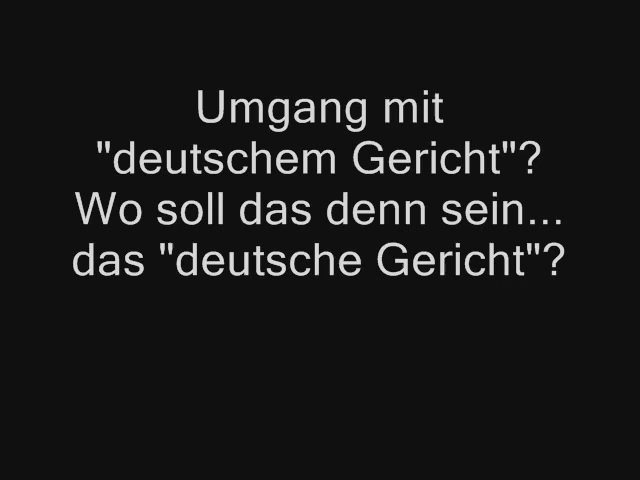 Umgang mit
"deutschem Gericht"?
Wo soll das denn sein...
das "deutsche Gericht"?